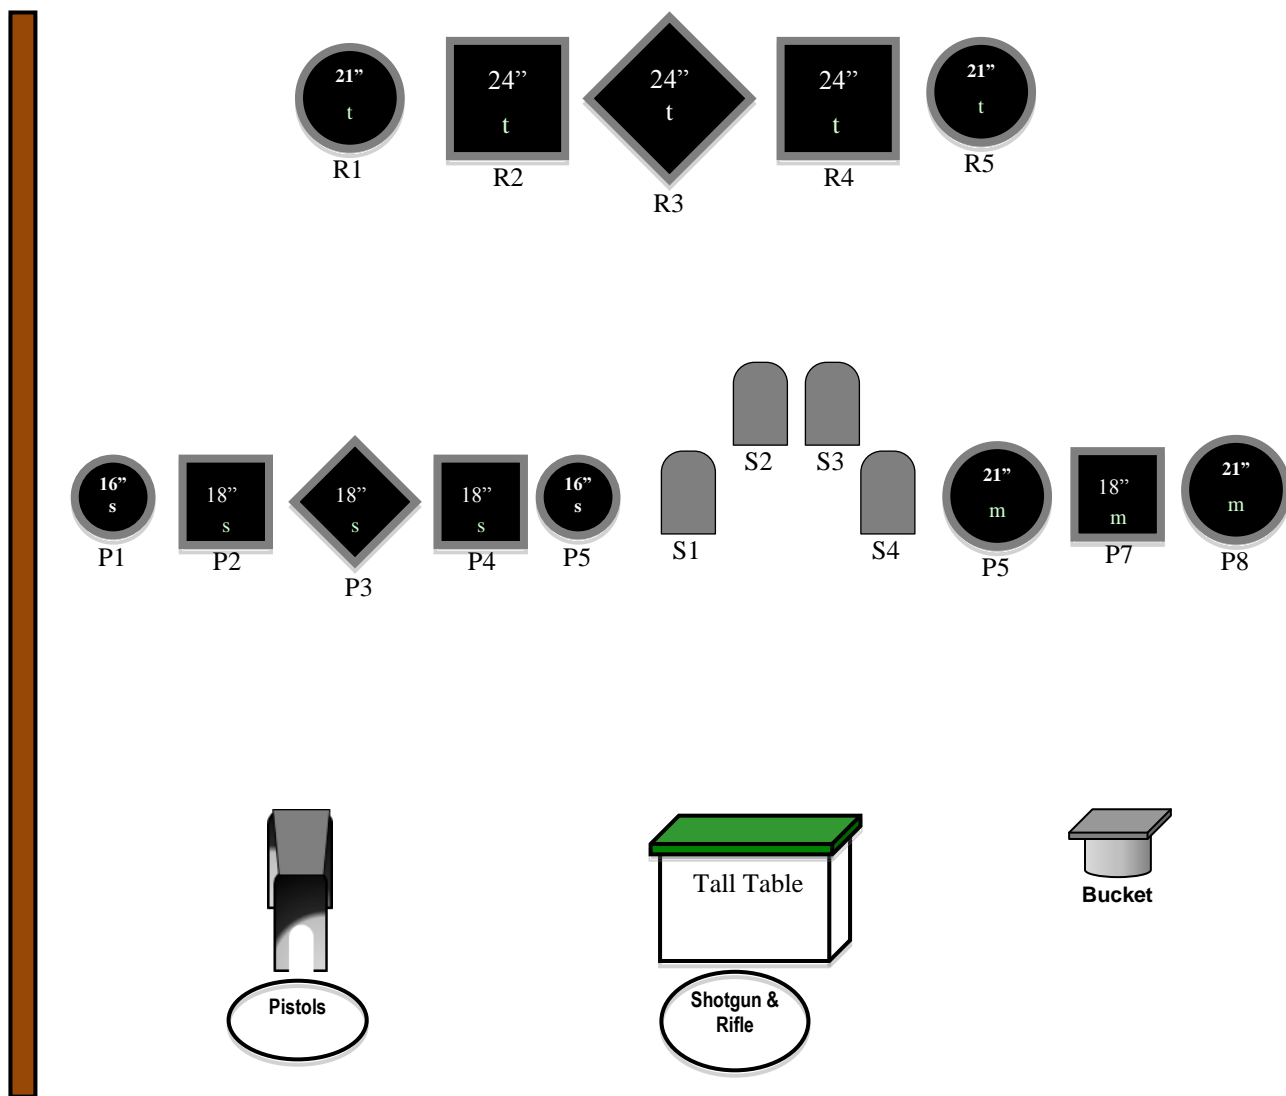 21”
t
R1
24”
t
R2
24”
t
R3
24”
t
R4
21”
t
R5
16”
s
P1
18”
s
P2
18”
s
P3
18”
s
P4
16”
s
P5
S1
S2
S3
S4
21”
m
P5
18”
m
P7
21”
m
P8
Tall Table
Bucket
Pistols
Shotgun &
Rifle